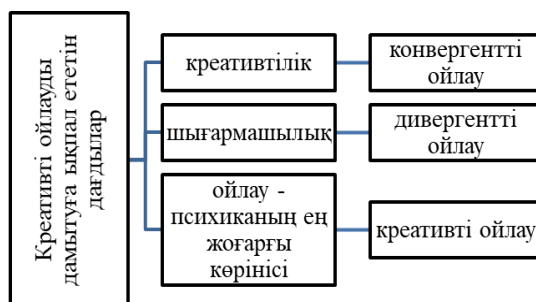 Креативті ойлауды
дамытуға ықпал ететін
дағдылар
креативтілік
конвергентті
ойлау
шығармашылық
дивергентті
ойлау
ойлау -
психиканың ең
жоғарғы
көрінісі
креативті ойлау